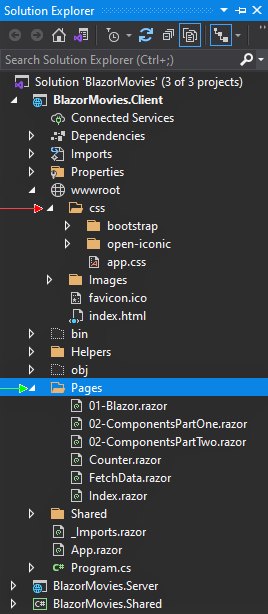 Solution Explorer
Search Solution Explorer (Ctrl+;)
Solution 'BlazorMovies' (3 of 3 projects)
BlazorMovies.Client
Connected Services
Dependencies
Imports
Properties
wwwroot
css
bootstrap
open-iconic
app.css
Images
favicon.ico
index.html
bin
Helpers
obj
Pages
01-Blazor.razor
02-ComponentsPartOne.razor
02-ComponentsPartTwo.razor
Counter.razor
FetchData.razor
Index.razor
Shared
_Imports.razor
App.razor
C# Program.cs
BlazorMovies.Server
C# BlazorMovies.Shared